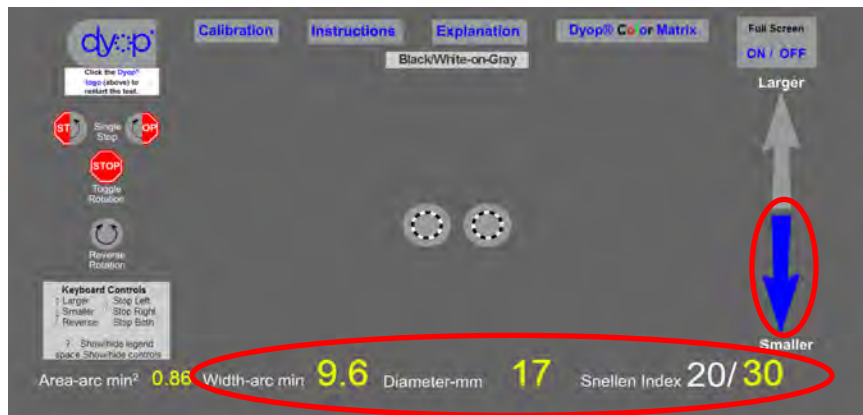 dyop®
Click the Dyop®
logo (above) to
restart the test.
Calibration
Instructions
Explanation
Dyop® Color Matrix
Full Screen
ON / OFF
Black/White-on-Gray
Larger
ST OP
Single
Stop
STOP
Toggle
Rotation
Reverse
Rotation
Keyboard Controls
↑ Larger Stop Left
↓ Smaller Stop Right
Reverse Stop Both
? Show/hide legend
space Show/hide controls
Smaller
Area-arc min² 0.86 Width-arc min 9.6 Diameter-mm 17 Snellen Index 20/30